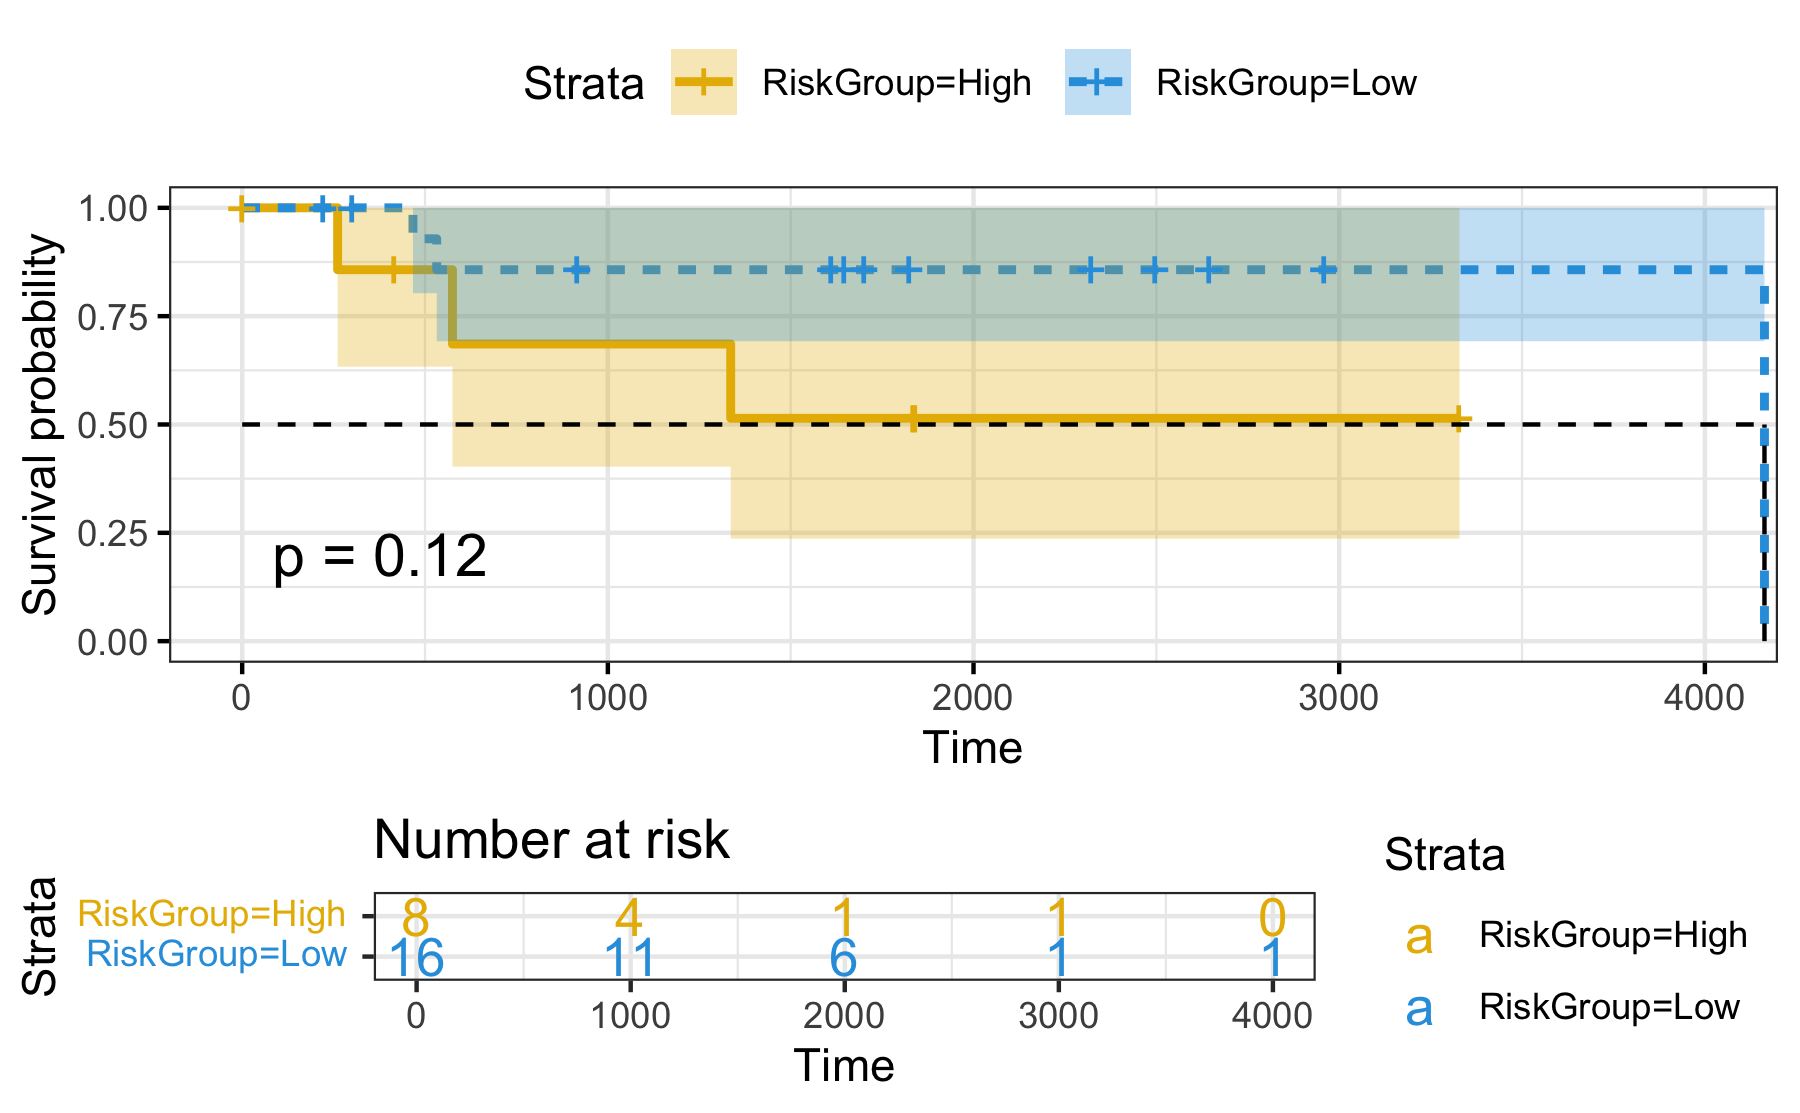 Strata RiskGroup=High RiskGroup=Low
Survival probability
1.00
0.75
0.50
0.25
0.00
p = 0.12
0 1000 2000 3000 4000
Time
Number at risk
Strata
RiskGroup=High 8 4 1 1 0
RiskGroup=Low 16 11 6 1 1
0 1000 2000 3000 4000
Time
Strata
a RiskGroup=High
a RiskGroup=Low